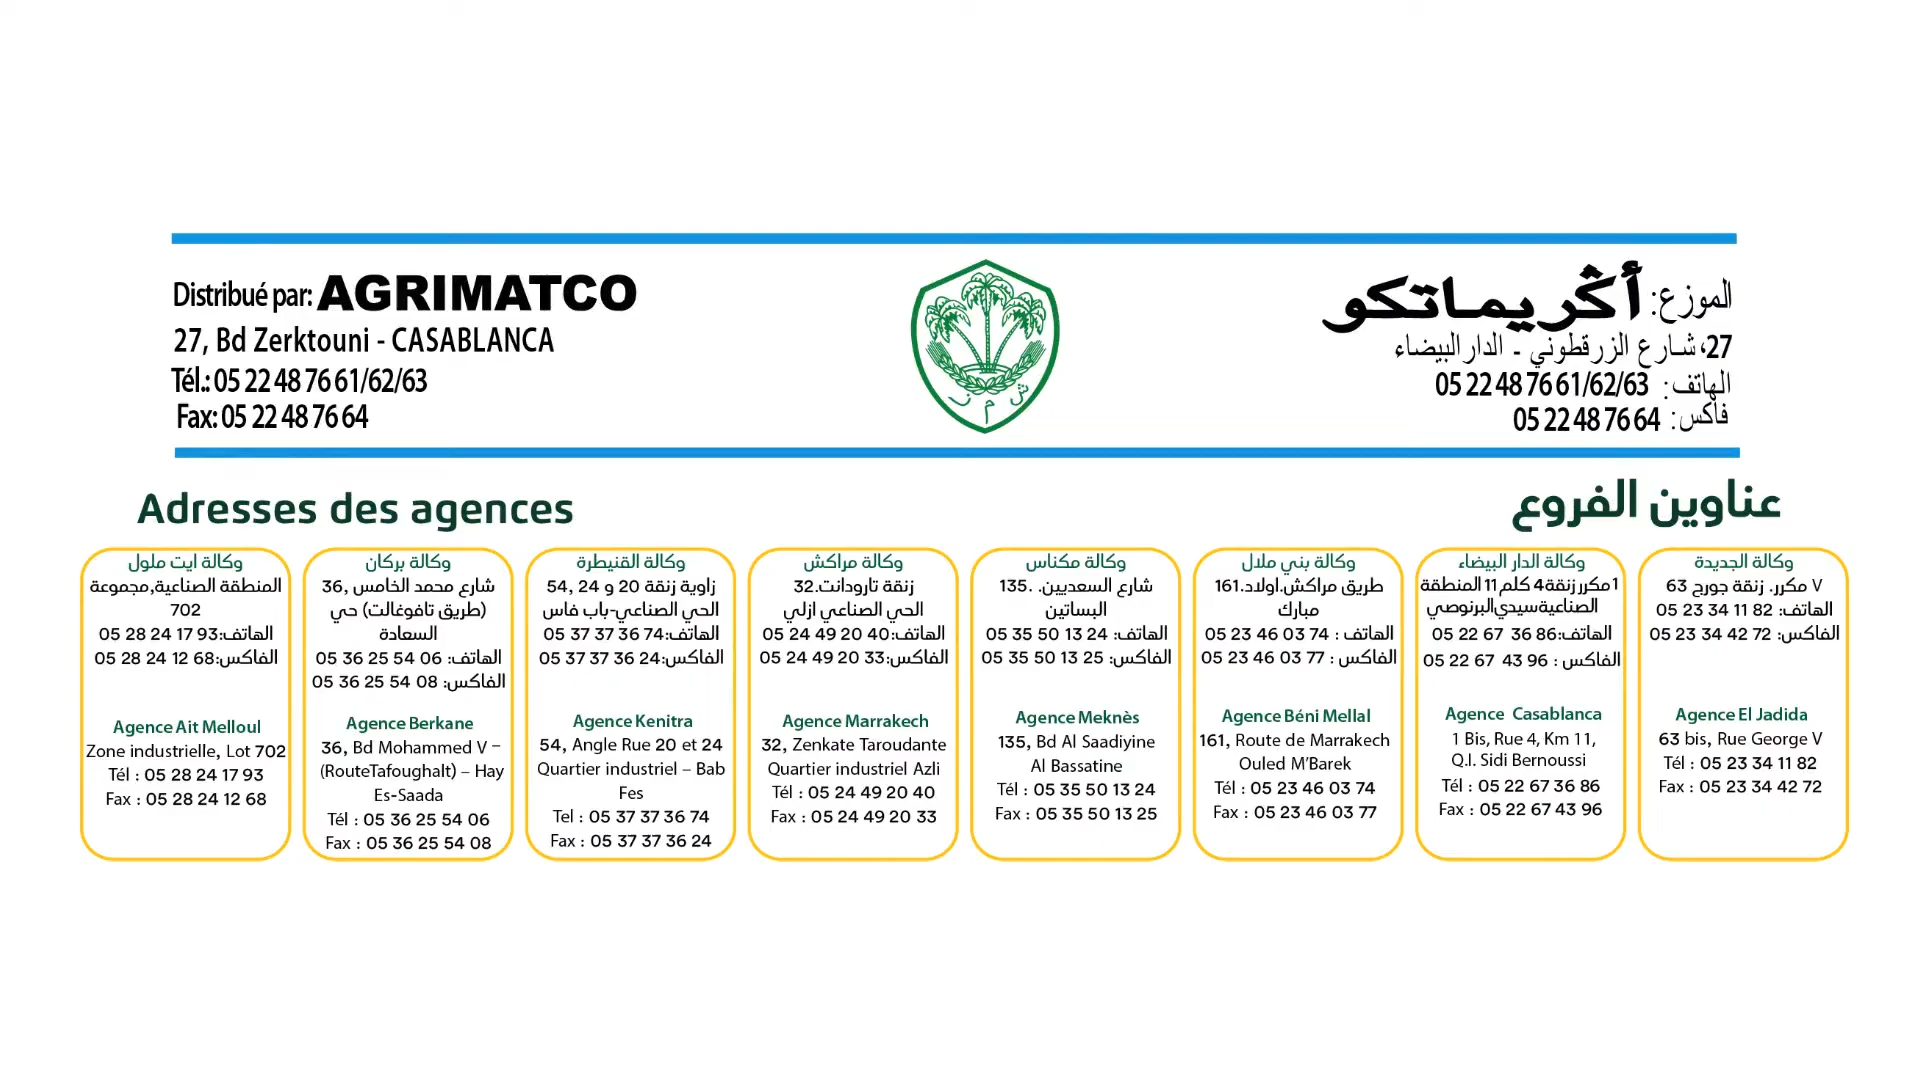 Distribué par: AGRIMATCO
27, Bd Zerktouni - CASABLANCA
Tél.: 05 22 48 76 61/62/63
Fax: 05 22 48 76 64
ش م ن
الموزع: أڭريماتكو
27، شارع الزرقطوني - الدار البيضاء
الهاتف: 05 22 48 76 61/62/63
فاكس: 05 22 48 76 64
Adresses des agences
عناوين الفروع
وكالة ايت ملول
المنطقة الصناعية,مجموعة
702
الهاتف:05 28 24 17 93
الفاكس:05 28 24 12 68
Agence Ait Melloul
Zone industrielle, Lot 702
Tél : 05 28 24 17 93
Fax : 05 28 24 12 68
وكالة بركان
شارع محمد الخامس ,36
(طريق تافوغالت) حي
السعادة
الهاتف: 05 36 25 54 06
الفاكس: 05 36 25 54 08
Agence Berkane
36, Bd Mohammed V –
(RouteTafoughalt) – Hay
Es-Saada
Tél : 05 36 25 54 06
Fax : 05 36 25 54 08
وكالة القنيطرة
زاوية زنقة 20 و 24 ,54
الحي الصناعي-باب فاس
الهاتف:05 37 37 36 74
الفاكس:05 37 37 36 24
Agence Kenitra
54, Angle Rue 20 et 24
Quartier industriel – Bab
Fes
Tel : 05 37 37 36 74
Fax : 05 37 37 36 24
وكالة مراكش
زنقة تارودانت.32
الحي الصناعي ازلي
الهاتف:05 24 49 20 40
الفاكس:05 24 49 20 33
Agence Marrakech
32, Zenkate Taroudante
Quartier industriel Azli
Tél : 05 24 49 20 40
Fax : 05 24 49 20 33
وكالة مكناس
شارع السعديين. .135
البساتين
الهاتف: 05 35 50 13 24
الفاكس: 05 35 50 13 25
Agence Meknès
135, Bd Al Saadiyine
Al Bassatine
Tél : 05 35 50 13 24
Fax : 05 35 50 13 25
وكالة بني ملال
طريق مراكش.اولاد.161
مبارك
الهاتف : 05 23 46 03 74
الفاكس : 05 23 46 03 77
Agence Béni Mellal
161, Route de Marrakech
Ouled M’Barek
Tél : 05 23 46 03 74
Fax : 05 23 46 03 77
وكالة الدار البيضاء
1 مكرر زنقة 4 كلم 11 المنطقة
الصناعية سيدي البرنوصي
الهاتف:05 22 67 36 86
الفاكس : 05 22 67 43 96
Agence Casablanca
1 Bis, Rue 4, Km 11,
Q.I. Sidi Bernoussi
Tél : 05 22 67 36 86
Fax : 05 22 67 43 96
وكالة الجديدة
V مكرر. زنقة جورج 63
الهاتف: 05 23 34 11 82
الفاكس: 05 23 34 42 72
Agence El Jadida
63 bis, Rue George V
Tél : 05 23 34 11 82
Fax : 05 23 34 42 72